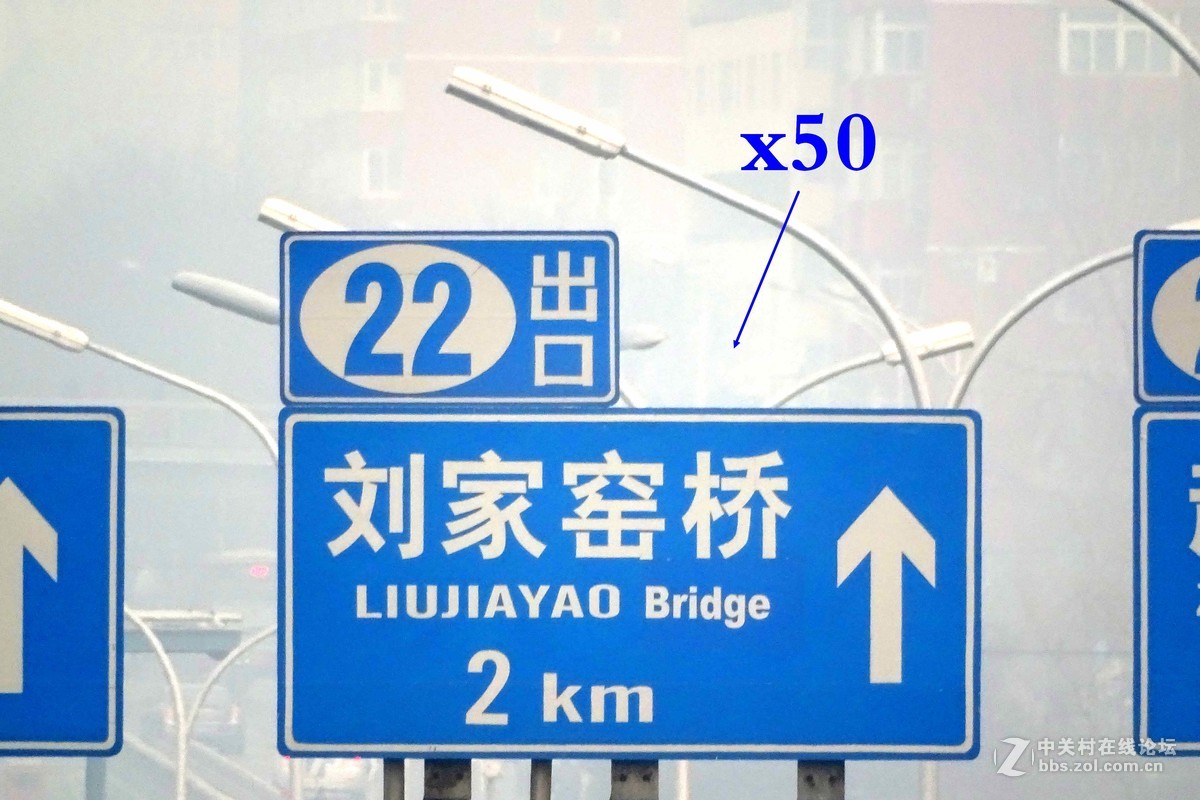 x50
22 出口
刘家窑桥
LIUJIAYAO Bridge
2 km
中关村在线论坛
bbs.zol.com.cn